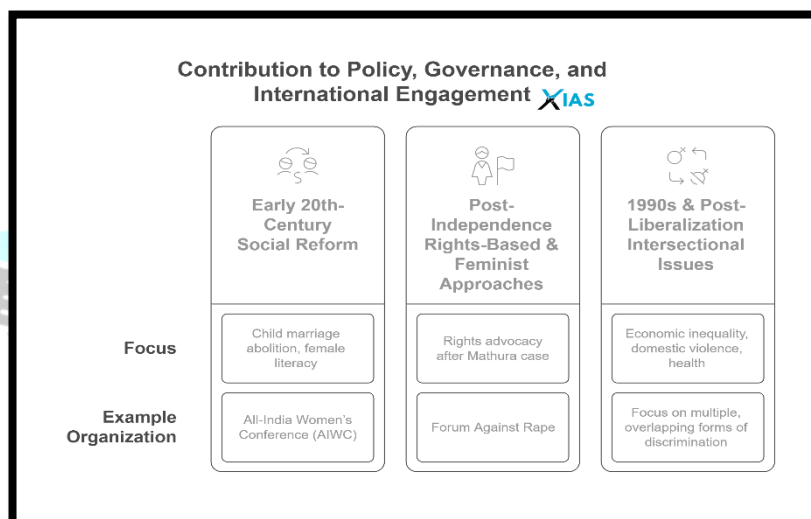 Contribution to Policy, Governance, and
International Engagement XIAS
Early 20th-
Century
Social Reform
Post-
Independence
Rights-Based &
Feminist
Approaches
1990s & Post-
Liberalization
Intersectional
Issues
Focus
Child marriage
abolition, female
literacy
Rights advocacy
after Mathura case
Economic inequality,
domestic violence,
health
Example
Organization
All-India Women's
Conference (AIWC)
Forum Against Rape
Focus on multiple,
overlapping forms of
discrimination